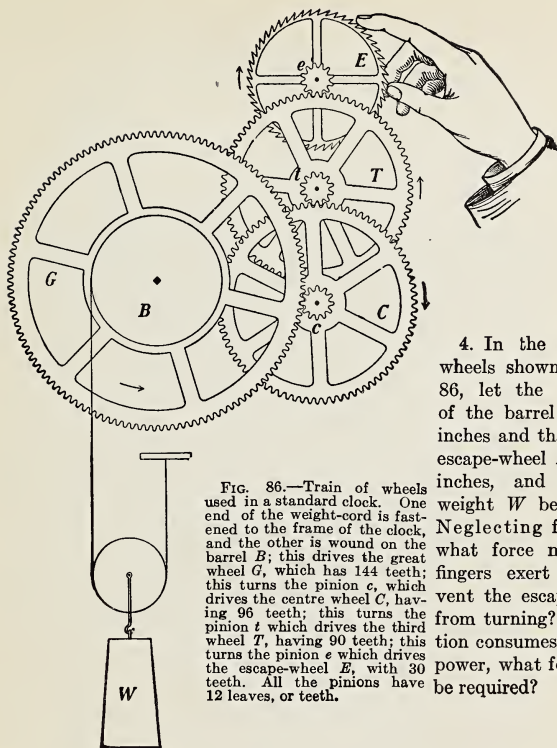 E
e
T
t
G
B
C
c
W
FIG. 86.—Train of wheels
used in a standard clock. One
end of the weight-cord is fast-
ened to the frame of the clock,
and the other is wound on the
barrel B; this drives the great
wheel G, which has 144 teeth;
this turns the pinion c, which
drives the centre wheel C, hav-
ing 96 teeth; this turns the
pinion t which drives the third
wheel T, having 90 teeth; this
turns the pinion e which drives
the escape-wheel E, with 30
teeth. All the pinions have
12 leaves, or teeth.
4. In the
wheels shown
86, let the
of the barrel
inches and th
escape-wheel
inches, and
weight W be
Neglecting f
what force m
fingers exert
vent the escap
from turning?
tion consumes
power, what fo
be required?